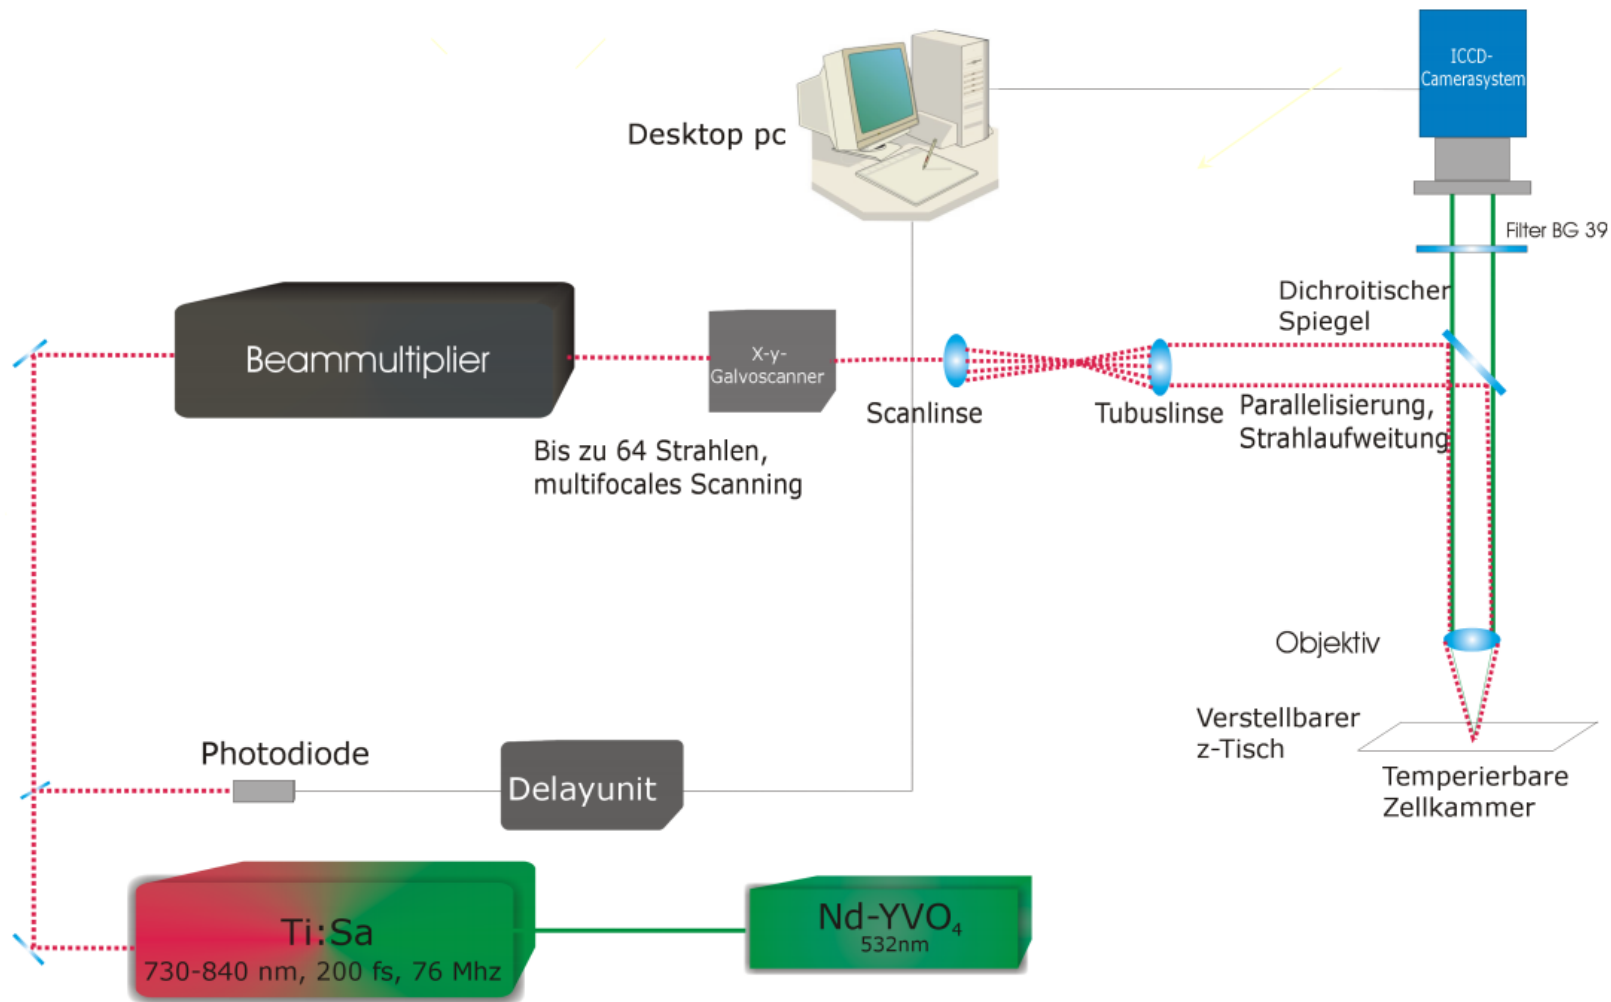 ICCD-
Camerasystem
Desktop pc
Filter BG 39
Dichroitischer
Spiegel
Beammultiplier
X-y-
Galvoscanner
Scanlinse
Tubuslinse
Parallelisierung,
Strahlaufweitung
Bis zu 64 Strahlen,
multifocales Scanning
Objektiv
Verstellbarer
z-Tisch
Temperierbare
Zellkammer
Photodiode
Delayunit
Ti:Sa
730-840 nm, 200 fs, 76 Mhz
Nd-YVO₄
532nm